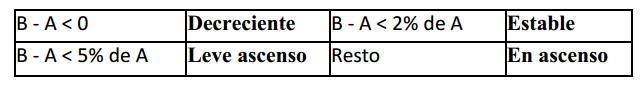 B - A < 0 Decreciente B - A < 2% de A Estable
B - A < 5% de A Leve ascenso Resto En ascenso